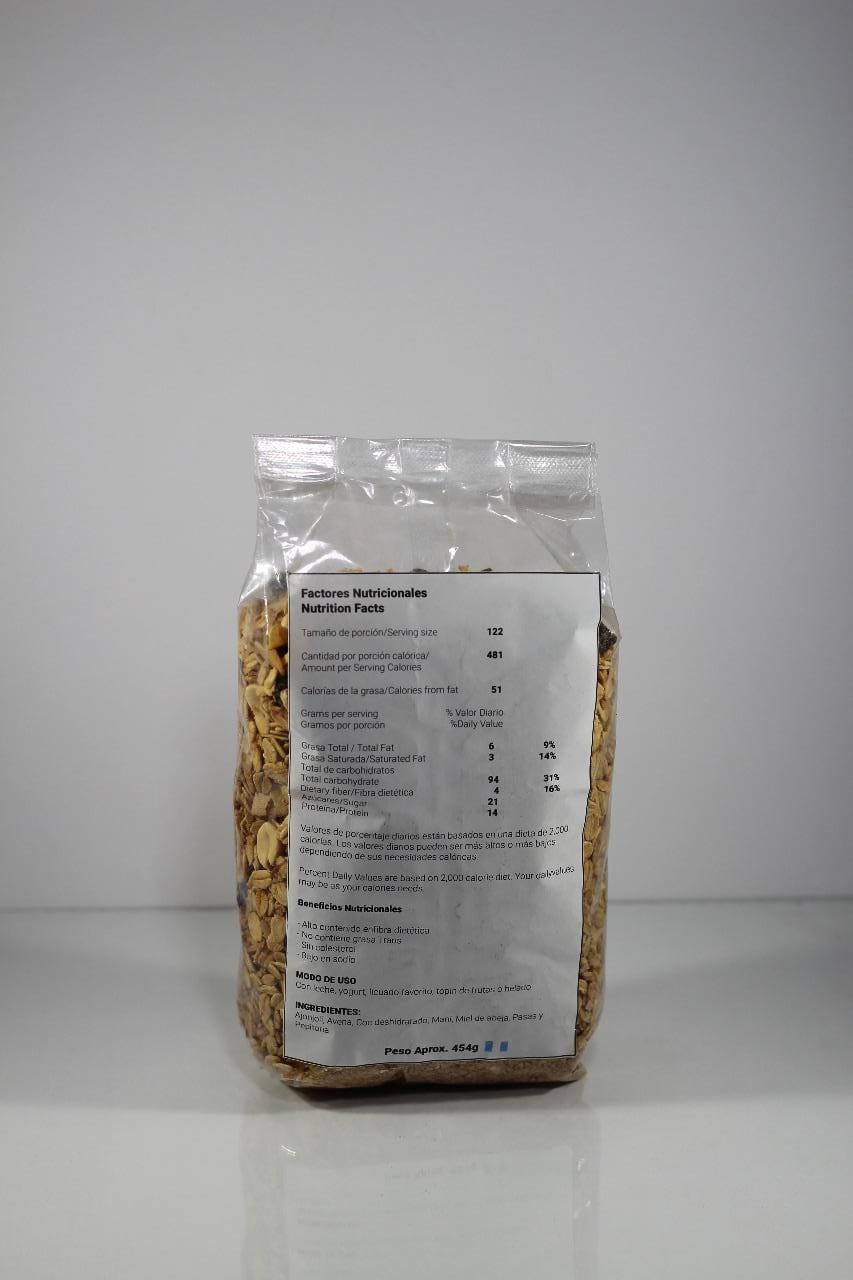 Factores Nutricionales
Nutrition Facts
Tamaño de porción/Serving size 122
Cantidad por porción calórica/ 481
Amount per Serving Calories
Calorías de la grasa/Calories from fat 51
Grams per serving % Valor Diario
Gramos por porción %Daily Value
Grasa Total / Total Fat 6 9%
Grasa Saturada/Saturated Fat 3 14%
Total de carbohidratos
Total carbohydrate 94 31%
Dietary fiber/Fibra dietética 4 16%
Azúcares/Sugar 21
Proteína/Protein 14
Valores de porcentaje diarios están basados en una dieta de 2,000
calorías. Los valores diarios pueden ser más altos o más bajos
dependiendo de sus necesidades calóricas.
Percent Daily Values are based on 2,000 calorie diet. Your dailyvalues
may be as your calories needs.
Beneficios Nutricionales
- Alto contenido enfibra dietética
- No contiene grasa Trans
- Sin colesterol
- Bajo en sodio
MODO DE USO
Con leche, yogurt, licuado favorito, topin de frutas o helado
INGREDIENTES:
Ajonjolí, Avena, Coco deshidratado, Maní, Miel de abeja, Pasas y
Pepitoria
Peso Aprox. 454g